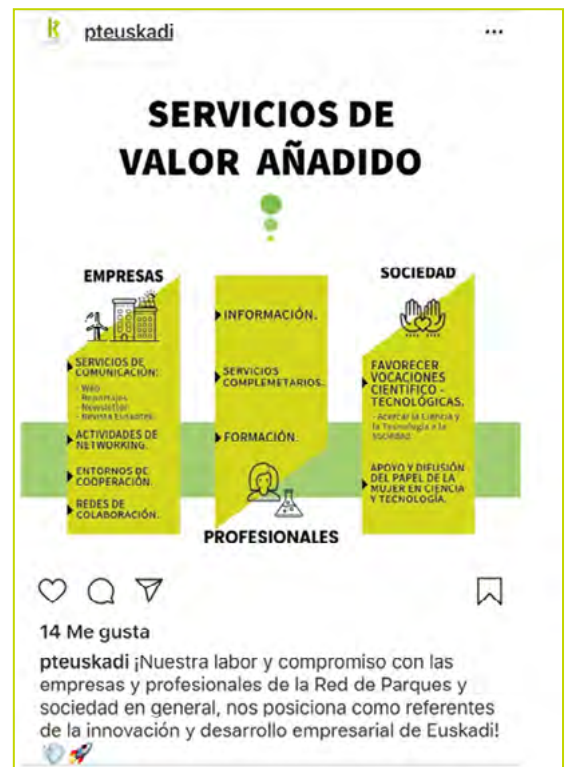 pteuskadi
SERVICIOS DE
VALOR AÑADIDO
EMPRESAS
SERVICIOS DE
COMUNICACIÓN:
- Web
- Reportajes
- Newsletter
- Revista
ACTIVIDADES DE
NETWORKING.
ENTORNOS DE
COOPERACIÓN.
REDES DE
COLABORACIÓN.
INFORMACIÓN.
SERVICIOS
COMPLEMETARIOS.
FORMACIÓN.
PROFESIONALES
SOCIEDAD
FAVORECER
VOCACIONES
CIENTÍFICO -
TECNOLÓGICAS.
- Acercar la Ciencia y
la Tecnología a la
sociedad
APOYO Y DIFUSIÓN
DEL PAPEL DE LA
MUJER EN CIENCIA
Y TECNOLOGÍA.
14 Me gusta
pteuskadi ¡Nuestra labor y compromiso con las
empresas y profesionales de la Red de Parques y
sociedad en general, nos posiciona como referentes
de la innovación y desarrollo empresarial de Euskadi!